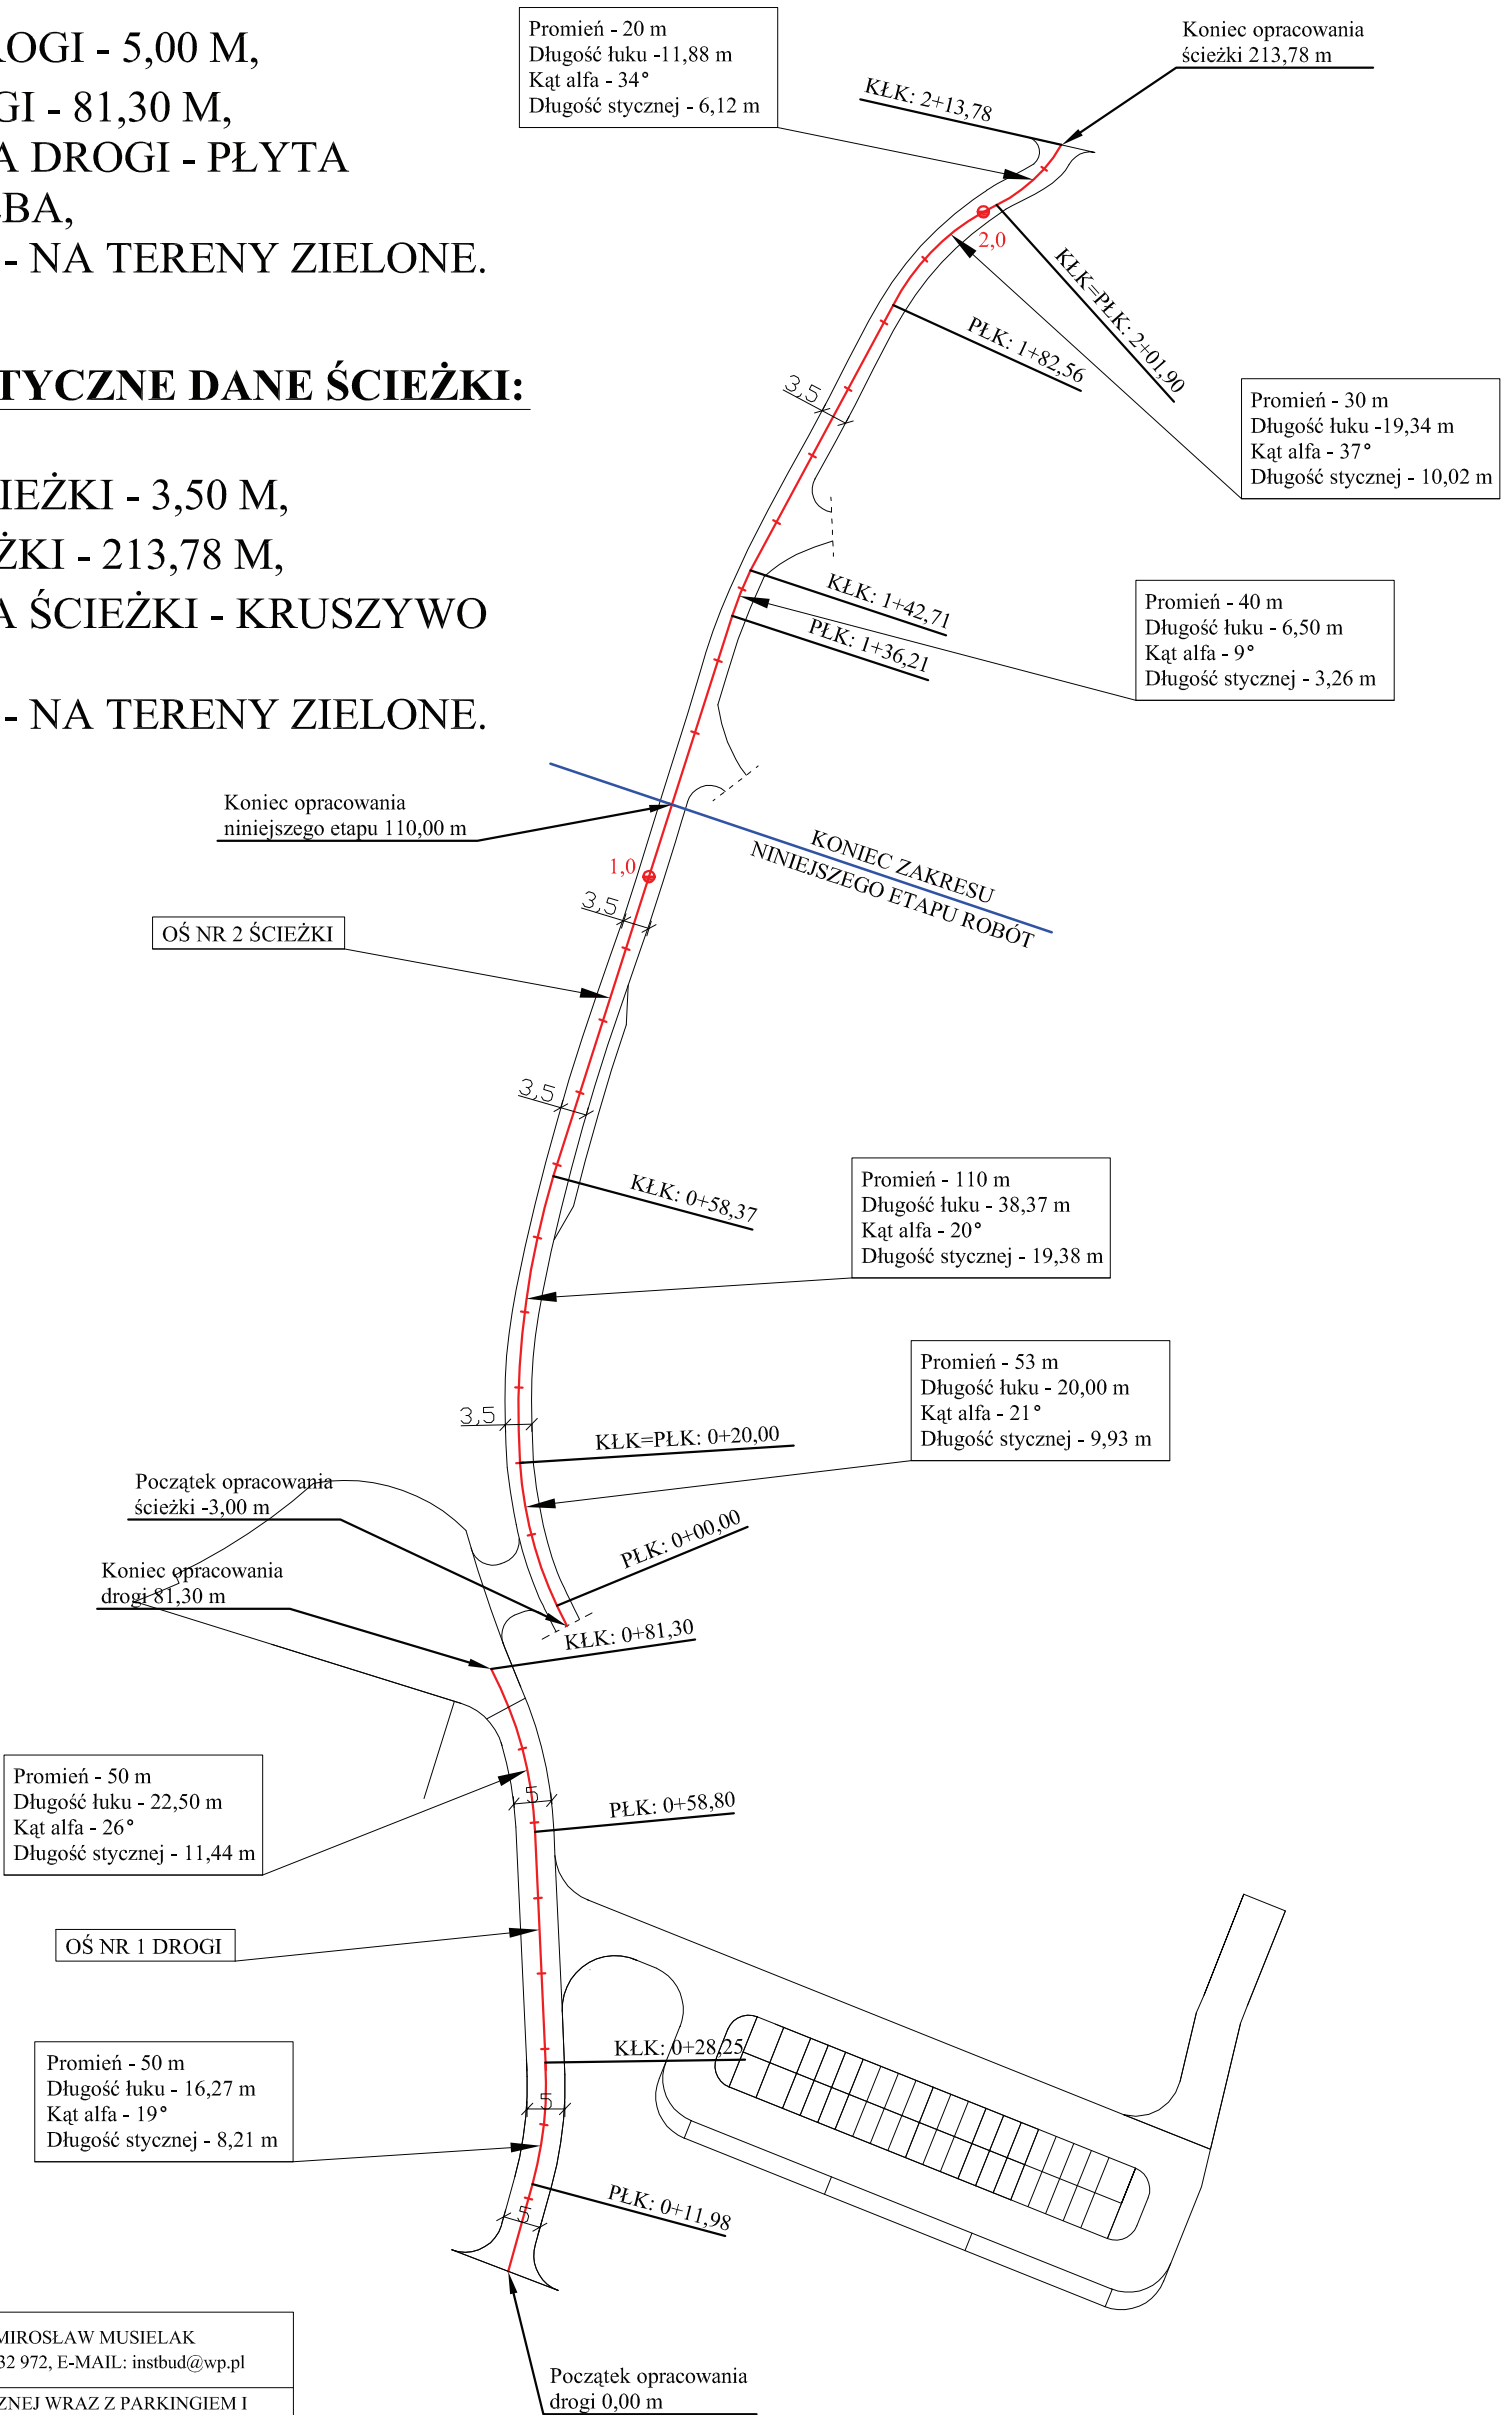 OGI - 5,00 M,
GI - 81,30 M,
A DROGI - PŁYTA
BA,
- NA TERENY ZIELONE.
TYCZNE DANE ŚCIEŻKI:
IEŻKI - 3,50 M,
ŻKI - 213,78 M,
A ŚCIEŻKI - KRUSZYWO
- NA TERENY ZIELONE.
Promień - 20 m
Długość łuku -11,88 m
Kąt alfa - 34°
Długość stycznej - 6,12 m
Koniec opracowania
ścieżki 213,78 m
KŁK: 2+13,78
2,0
KŁK=PŁK: 2+01,90
PŁK: 1+82,56
3,5
Promień - 30 m
Długość łuku -19,34 m
Kąt alfa - 37°
Długość stycznej - 10,02 m
KŁK: 1+42,71
PŁK: 1+36,21
Promień - 40 m
Długość łuku - 6,50 m
Kąt alfa - 9°
Długość stycznej - 3,26 m
Koniec opracowania
niniejszego etapu 110,00 m
KONIEC ZAKRESU
NINIEJSZEGO ETAPU ROBÓT
1,0
3,5
OŚ NR 2 ŚCIEŻKI
3,5
KŁK: 0+58,37
Promień - 110 m
Długość łuku - 38,37 m
Kąt alfa - 20°
Długość stycznej - 19,38 m
Promień - 53 m
Długość łuku - 20,00 m
Kąt alfa - 21°
Długość stycznej - 9,93 m
3,5
KŁK=PŁK: 0+20,00
Początek opracowania
ścieżki -3,00 m
PŁK: 0+00,00
Koniec opracowania
drogi 81,30 m
KŁK: 0+81,30
Promień - 50 m
Długość łuku - 22,50 m
Kąt alfa - 26°
Długość stycznej - 11,44 m
5
PŁK: 0+58,80
OŚ NR 1 DROGI
KŁK: 0+28,25
Promień - 50 m
Długość łuku - 16,27 m
Kąt alfa - 19°
Długość stycznej - 8,21 m
5
PŁK: 0+11,98
5
Początek opracowania
drogi 0,00 m
MIROSŁAW MUSIELAK
32 972, E-MAIL: instbud@wp.pl
ZNEJ WRAZ Z PARKINGIEM I